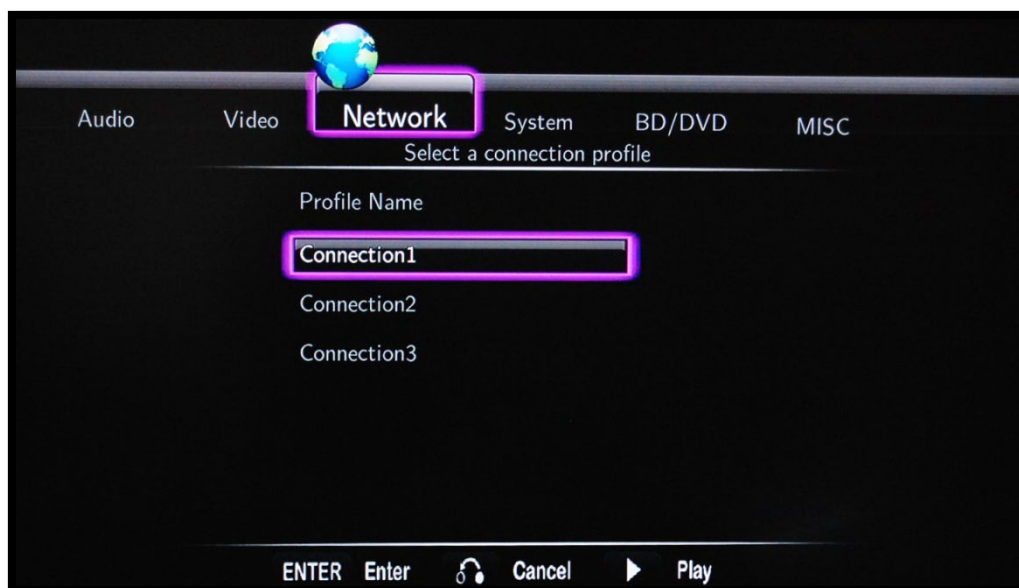 Audio Video Network System BD/DVD MISC
Select a connection profile
Profile Name
Connection1
Connection2
Connection3
ENTER Enter Cancel Play